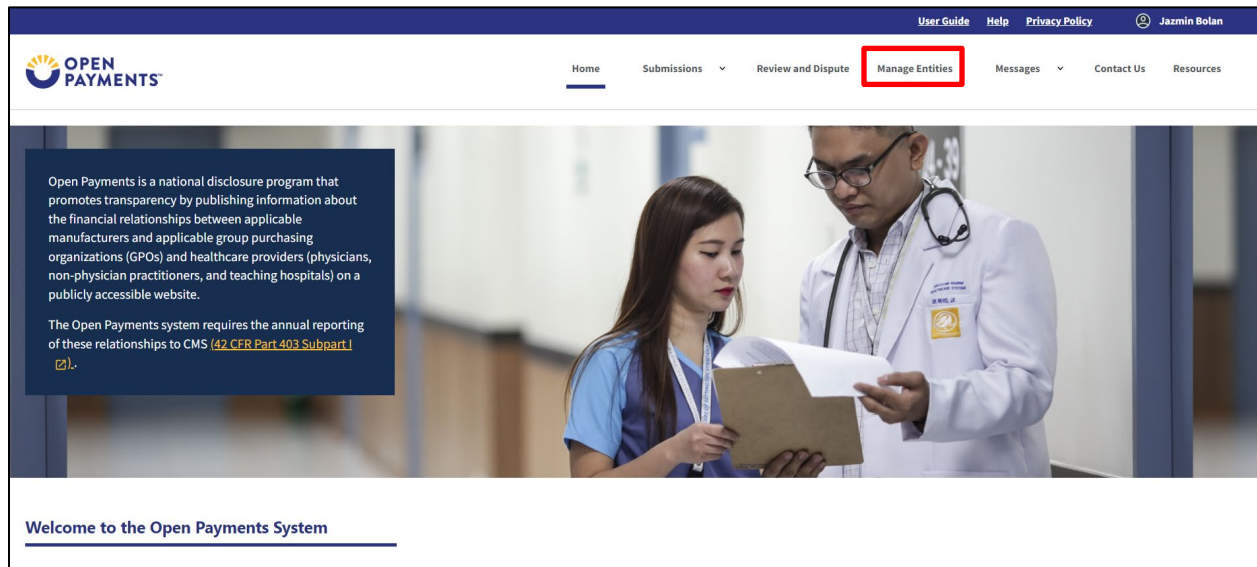 User Guide Help Privacy Policy Jazmin Bolan
OPEN
PAYMENTS™
Home Submissions Review and Dispute Manage Entities Messages Contact Us Resources
Open Payments is a national disclosure program that
promotes transparency by publishing information about
the financial relationships between applicable
manufacturers and applicable group purchasing
organizations (GPOs) and healthcare providers (physicians,
non-physician practitioners, and teaching hospitals) on a
publicly accessible website.
The Open Payments system requires the annual reporting
of these relationships to CMS (42 CFR Part 403 Subpart I
).
Welcome to the Open Payments System